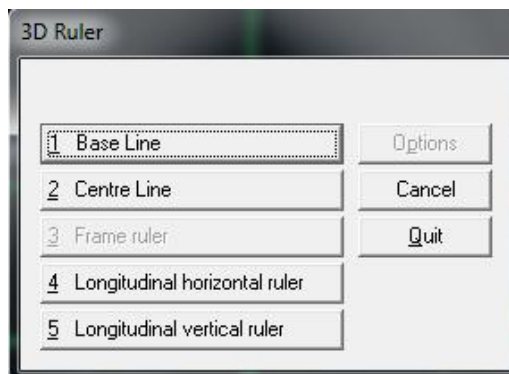 3D Ruler
1 Base Line
Options
2 Centre Line
Cancel
3 Frame ruler
Quit
4 Longitudinal horizontal ruler
5 Longitudinal vertical ruler